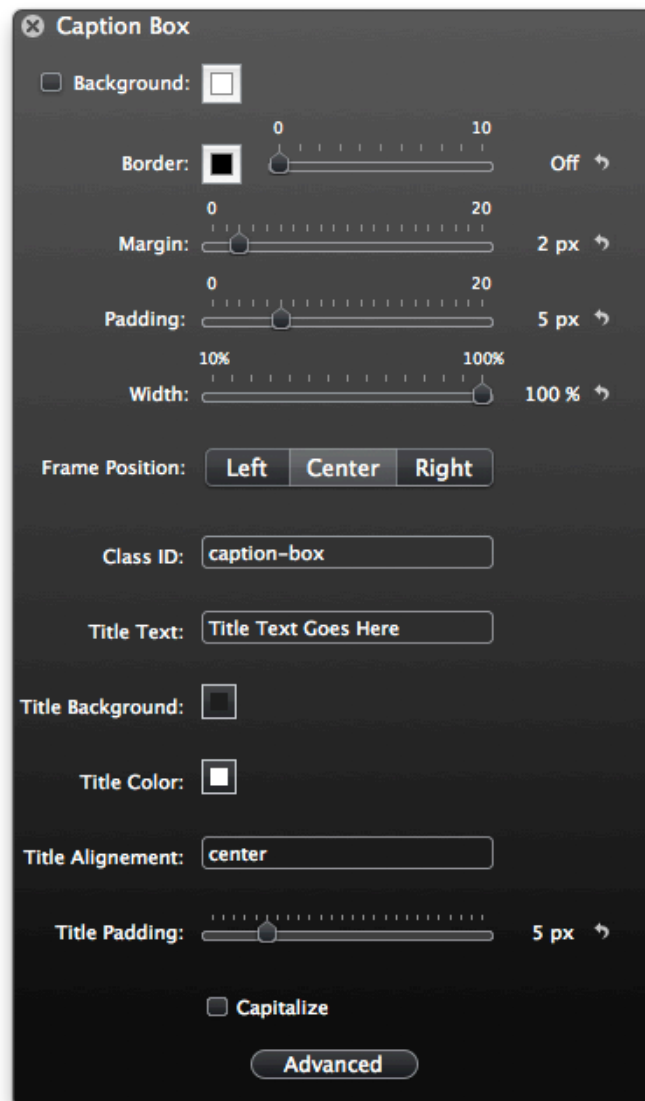 Caption Box
Background:
0 10
Border: Off
0 20
Margin: 2 px
0 20
Padding: 5 px
10% 100%
Width: 100 %
Frame Position: Left Center Right
Class ID: caption-box
Title Text: Title Text Goes Here
Title Background:
Title Color:
Title Alignement: center
Title Padding: 5 px
Capitalize
Advanced